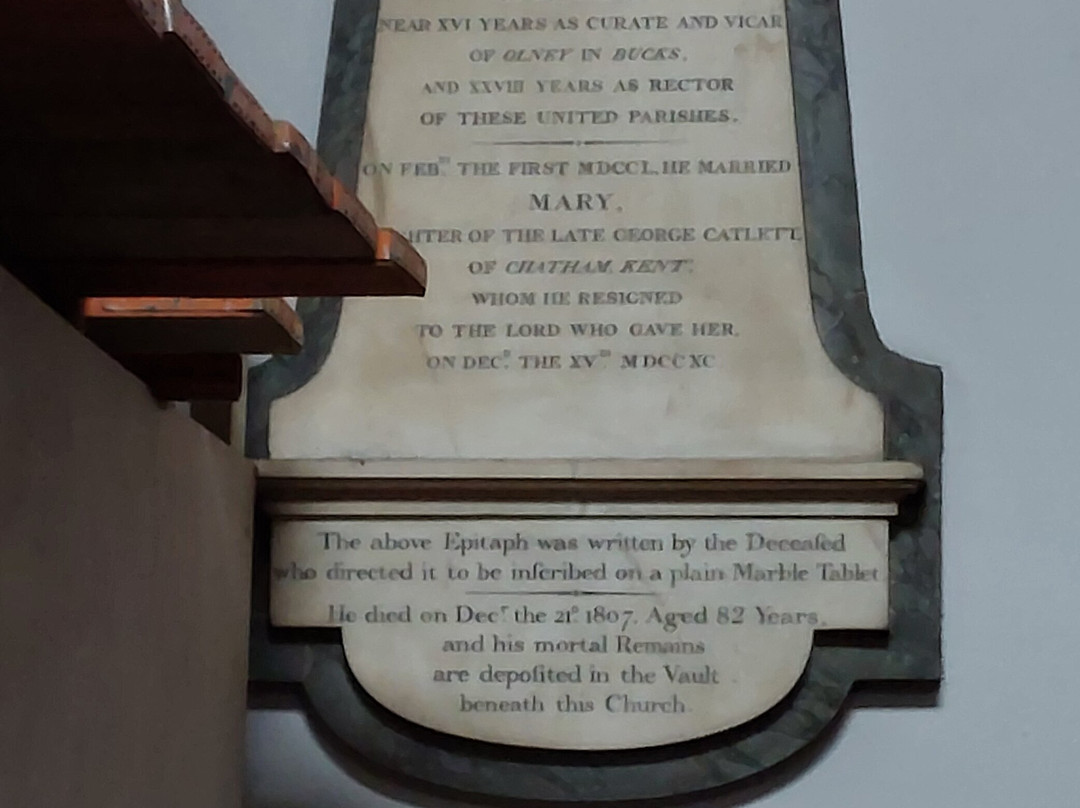 NEAR XVI YEARS AS CURATE AND VICAR
OF OLNEY IN BUCKS,
AND XXVIII YEARS AS RECTOR
OF THESE UNITED PARISHES.
ON FEBRY. THE FIRST MDCCL. HE MARRIED
MARY,
HTER OF THE LATE GEORGE CATLETT,
OF CHATHAM, KENT,
WHOM HE RESIGNED
TO THE LORD WHO GAVE HER,
ON DECR. THE XVTH. MDCCXC
The above Epitaph was written by the Deceaſed
who directed it to be inſcribed on a plain Marble Tablet.
He died on Decr. the 21st. 1807. Aged 82 Years,
and his mortal Remains
are depoſited in the Vault
beneath this Church.